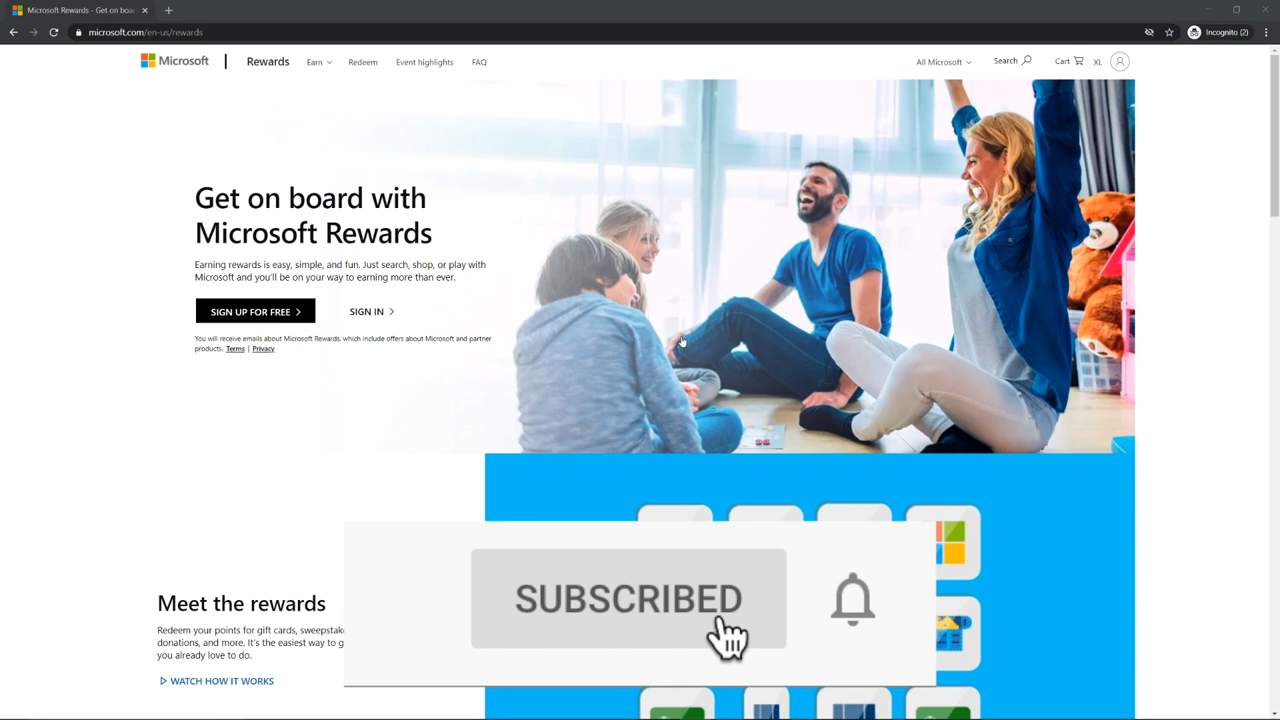 Microsoft Rewards - Get on boa
microsoft.com/en-us/rewards
Incognito (2)
Microsoft
Rewards
Earn
Redeem
Event highlights
FAQ
All Microsoft
Search
Cart
XL
Get on board with
Microsoft Rewards
Earning rewards is easy, simple, and fun. Just search, shop, or play with
Microsoft and you'll be on your way to earning more than ever.
SIGN UP FOR FREE
SIGN IN
You will receive emails about Microsoft Rewards, which include offers about Microsoft and partner
products. Terms | Privacy
Meet the rewards
Redeem your points for gift cards, sweepstake
donations, and more. It's the easiest way to g
you already love to do.
WATCH HOW IT WORKS
SUBSCRIBED